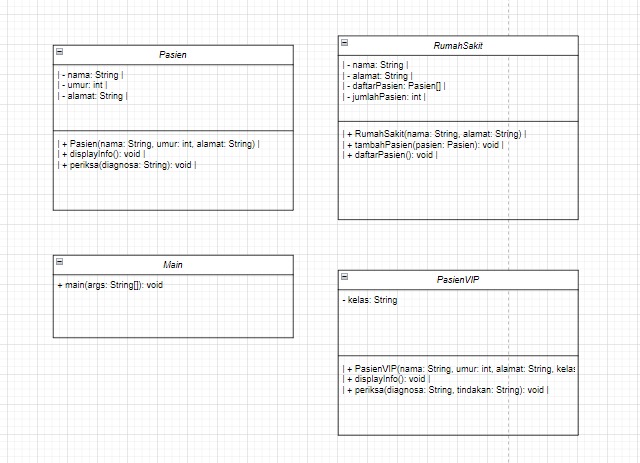 Pasien
| - nama: String |
| - umur: int |
| - alamat: String |
| + Pasien(nama: String, umur: int, alamat: String) |
| + displayInfo(): void |
| + periksa(diagnosa: String): void |
RumahSakit
| - nama: String |
| - alamat: String |
| - daftarPasien: Pasien[] |
| - jumlahPasien: int |
| + RumahSakit(nama: String, alamat: String) |
| + tambahPasien(pasien: Pasien): void |
| + daftarPasien(): void |
Main
+ main(args: String[]): void
PasienVIP
- kelas: String
| + PasienVIP(nama: String, umur: int, alamat: String, kelas
| + displayInfo(): void |
| + periksa(diagnosa: String, tindakan: String): void |